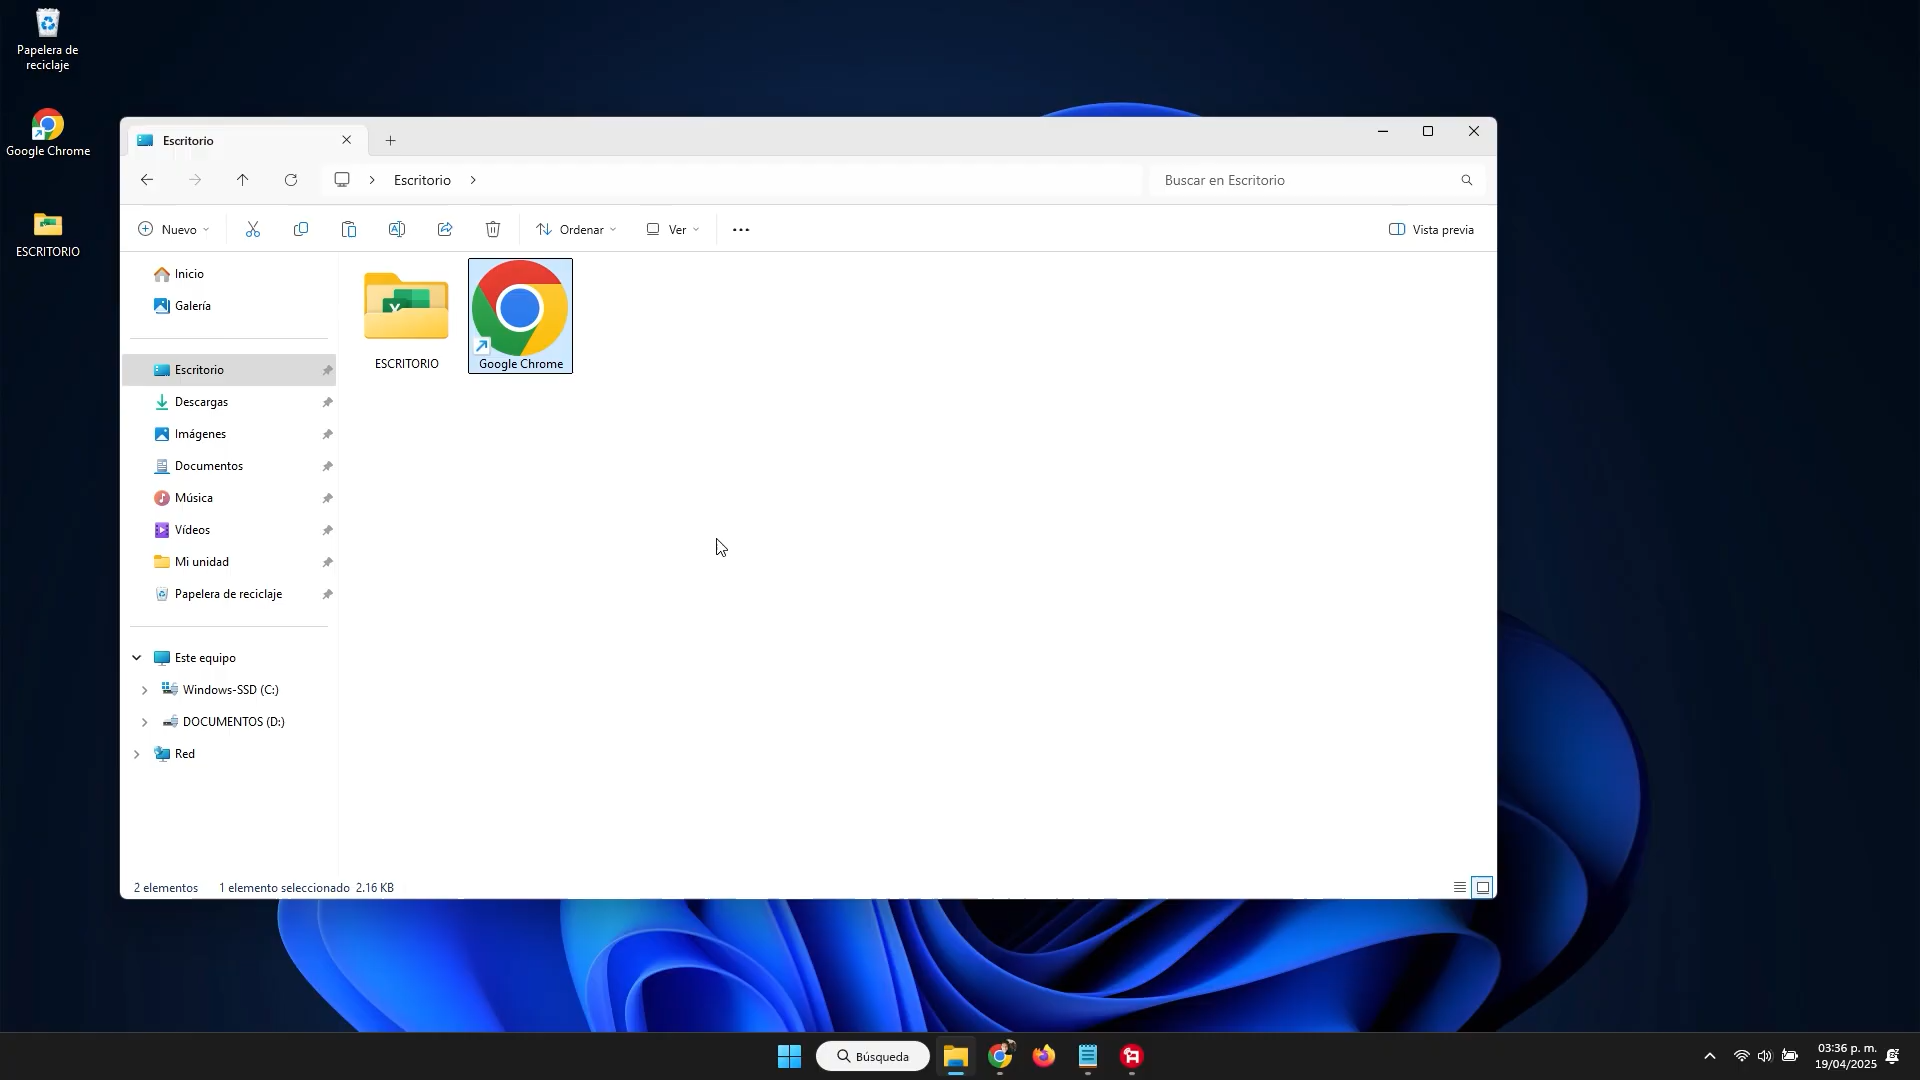 Papelera de
reciclaje
Google Chrome
ESCRITORIO
Escritorio
Escritorio
Buscar en Escritorio
Nuevo
Ordenar
Ver
Vista previa
Inicio
Galería
Escritorio
Descargas
Imágenes
Documentos
Música
Vídeos
Mi unidad
Papelera de reciclaje
Este equipo
Windows-SSD (C:)
DOCUMENTOS (D:)
Red
ESCRITORIO
Google Chrome
2 elementos 1 elemento seleccionado 2.16 KB
Búsqueda
03:36 p. m.
19/04/2025